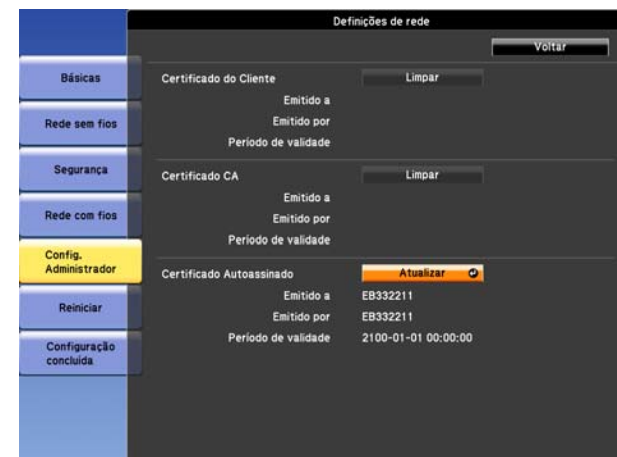 Definições de rede
Voltar
Básicas
Rede sem fios
Segurança
Rede com fios
Config.
Administrador
Reiniciar
Configuração
concluída
Certificado do Cliente Limpar
Emitido a
Emitido por
Período de validade
Certificado CA Limpar
Emitido a
Emitido por
Período de validade
Certificado Autoassinado Atualizar
Emitido a EB332211
Emitido por EB332211
Período de validade 2100-01-01 00:00:00